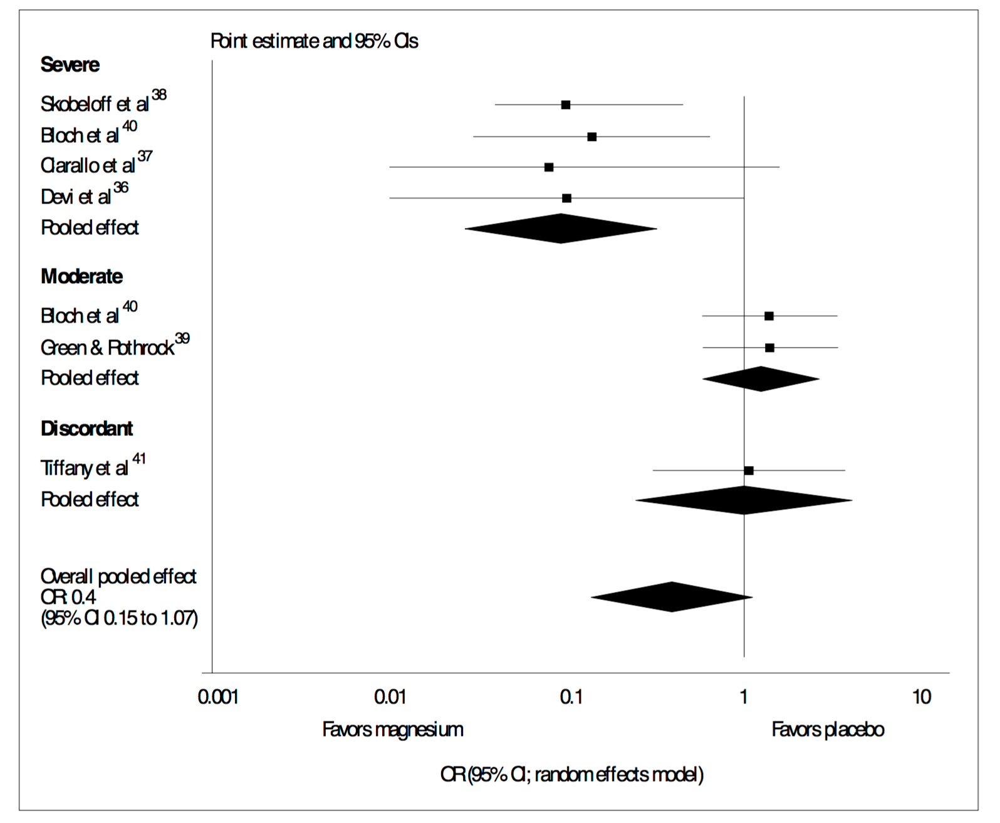 Point estimate and 95% CIs
Severe
Skobeloff et al 38
Bloch et al 40
Ciarallo et al 37
Devi et al 36
Pooled effect
Moderate
Bloch et al 40
Green & Rothrock 39
Pooled effect
Discordant
Tiffany et al 41
Pooled effect
Overall pooled effect
OR: 0.4
(95% CI 0.15 to 1.07)
0.001 0.01 0.1 1 10
Favors magnesium Favors placebo
OR (95% CI; random effects model)